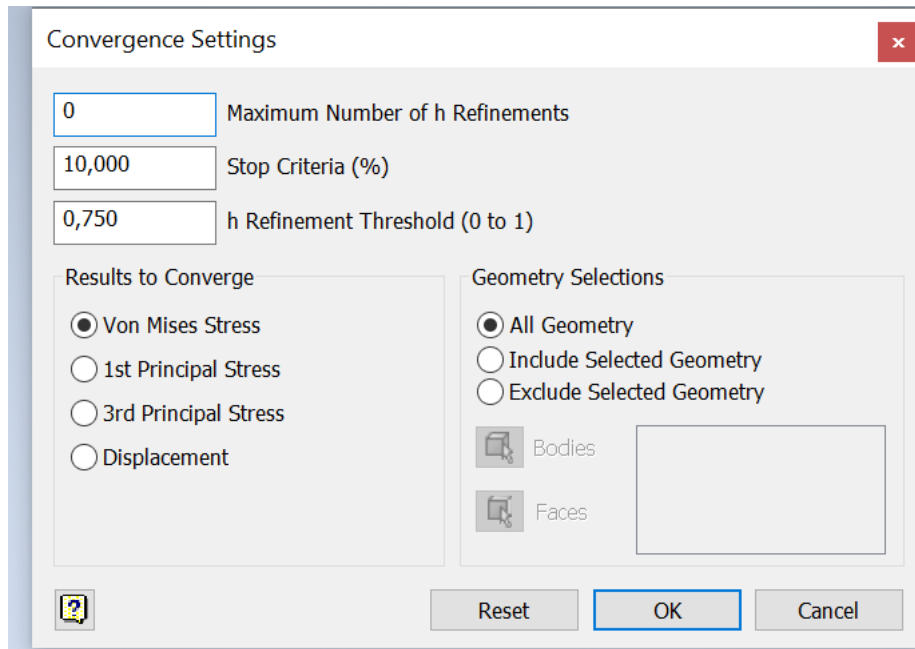 Convergence Settings
x
0 Maximum Number of h Refinements
10,000 Stop Criteria (%)
0,750 h Refinement Threshold (0 to 1)
Results to Converge
Von Mises Stress
1st Principal Stress
3rd Principal Stress
Displacement
Geometry Selections
All Geometry
Include Selected Geometry
Exclude Selected Geometry
Bodies
Faces
?
Reset OK Cancel